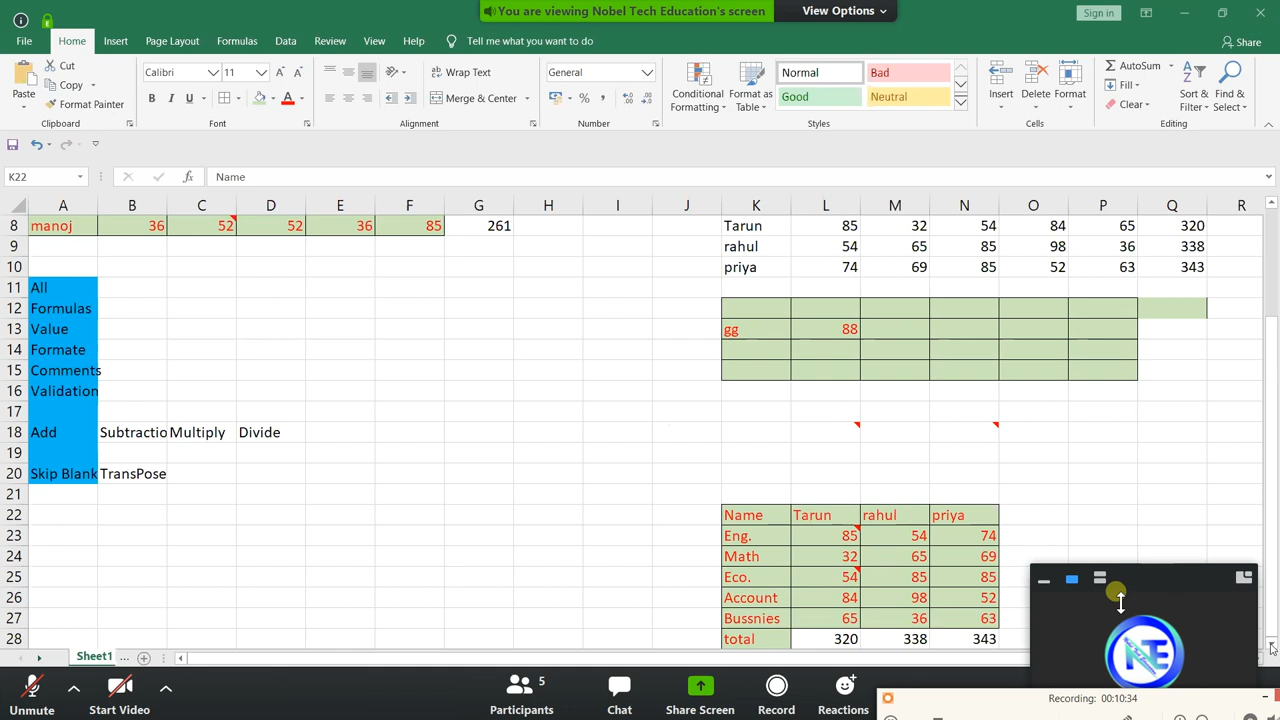 You are viewing Nobel Tech Education's screen
View Options
Sign in
File Home Insert Page Layout Formulas Data Review View Help Tell me what you want to do Share
Paste
Cut
Copy
Format Painter
Clipboard
Calibri 11
B I U
A
Font
Wrap Text
Merge & Center
Alignment
General
%
Number
Conditional Formatting
Format as Table
Normal Bad
Good Neutral
Styles
Insert Delete Format
Cells
AutoSum
Fill
Clear
Sort & Filter
Find & Select
Editing
K22 fx Name
A B C D E F G H I J K L M N O P Q R
8 manoj 36 52 52 36 85 261 Tarun 85 32 54 84 65 320
9 rahul 54 65 85 98 36 338
10 priya 74 69 85 52 63 343
11 All
12 Formulas
13 Value gg 88
14 Formate
15 Comments
16 Validation
17
18 Add Subtractio Multiply Divide
19
20 Skip Blank TransPose
21
22 Name Tarun rahul priya
23 Eng. 85 54 74
24 Math 32 65 69
25 Eco. 54 85 85
26 Account 84 98 52
27 Bussnies 65 36 63
28 total 320 338 343
Sheet1 ...
NE
Unmute
Start Video
Participants 5
Chat
Share Screen
Record
Reactions
Recording: 00:10:34